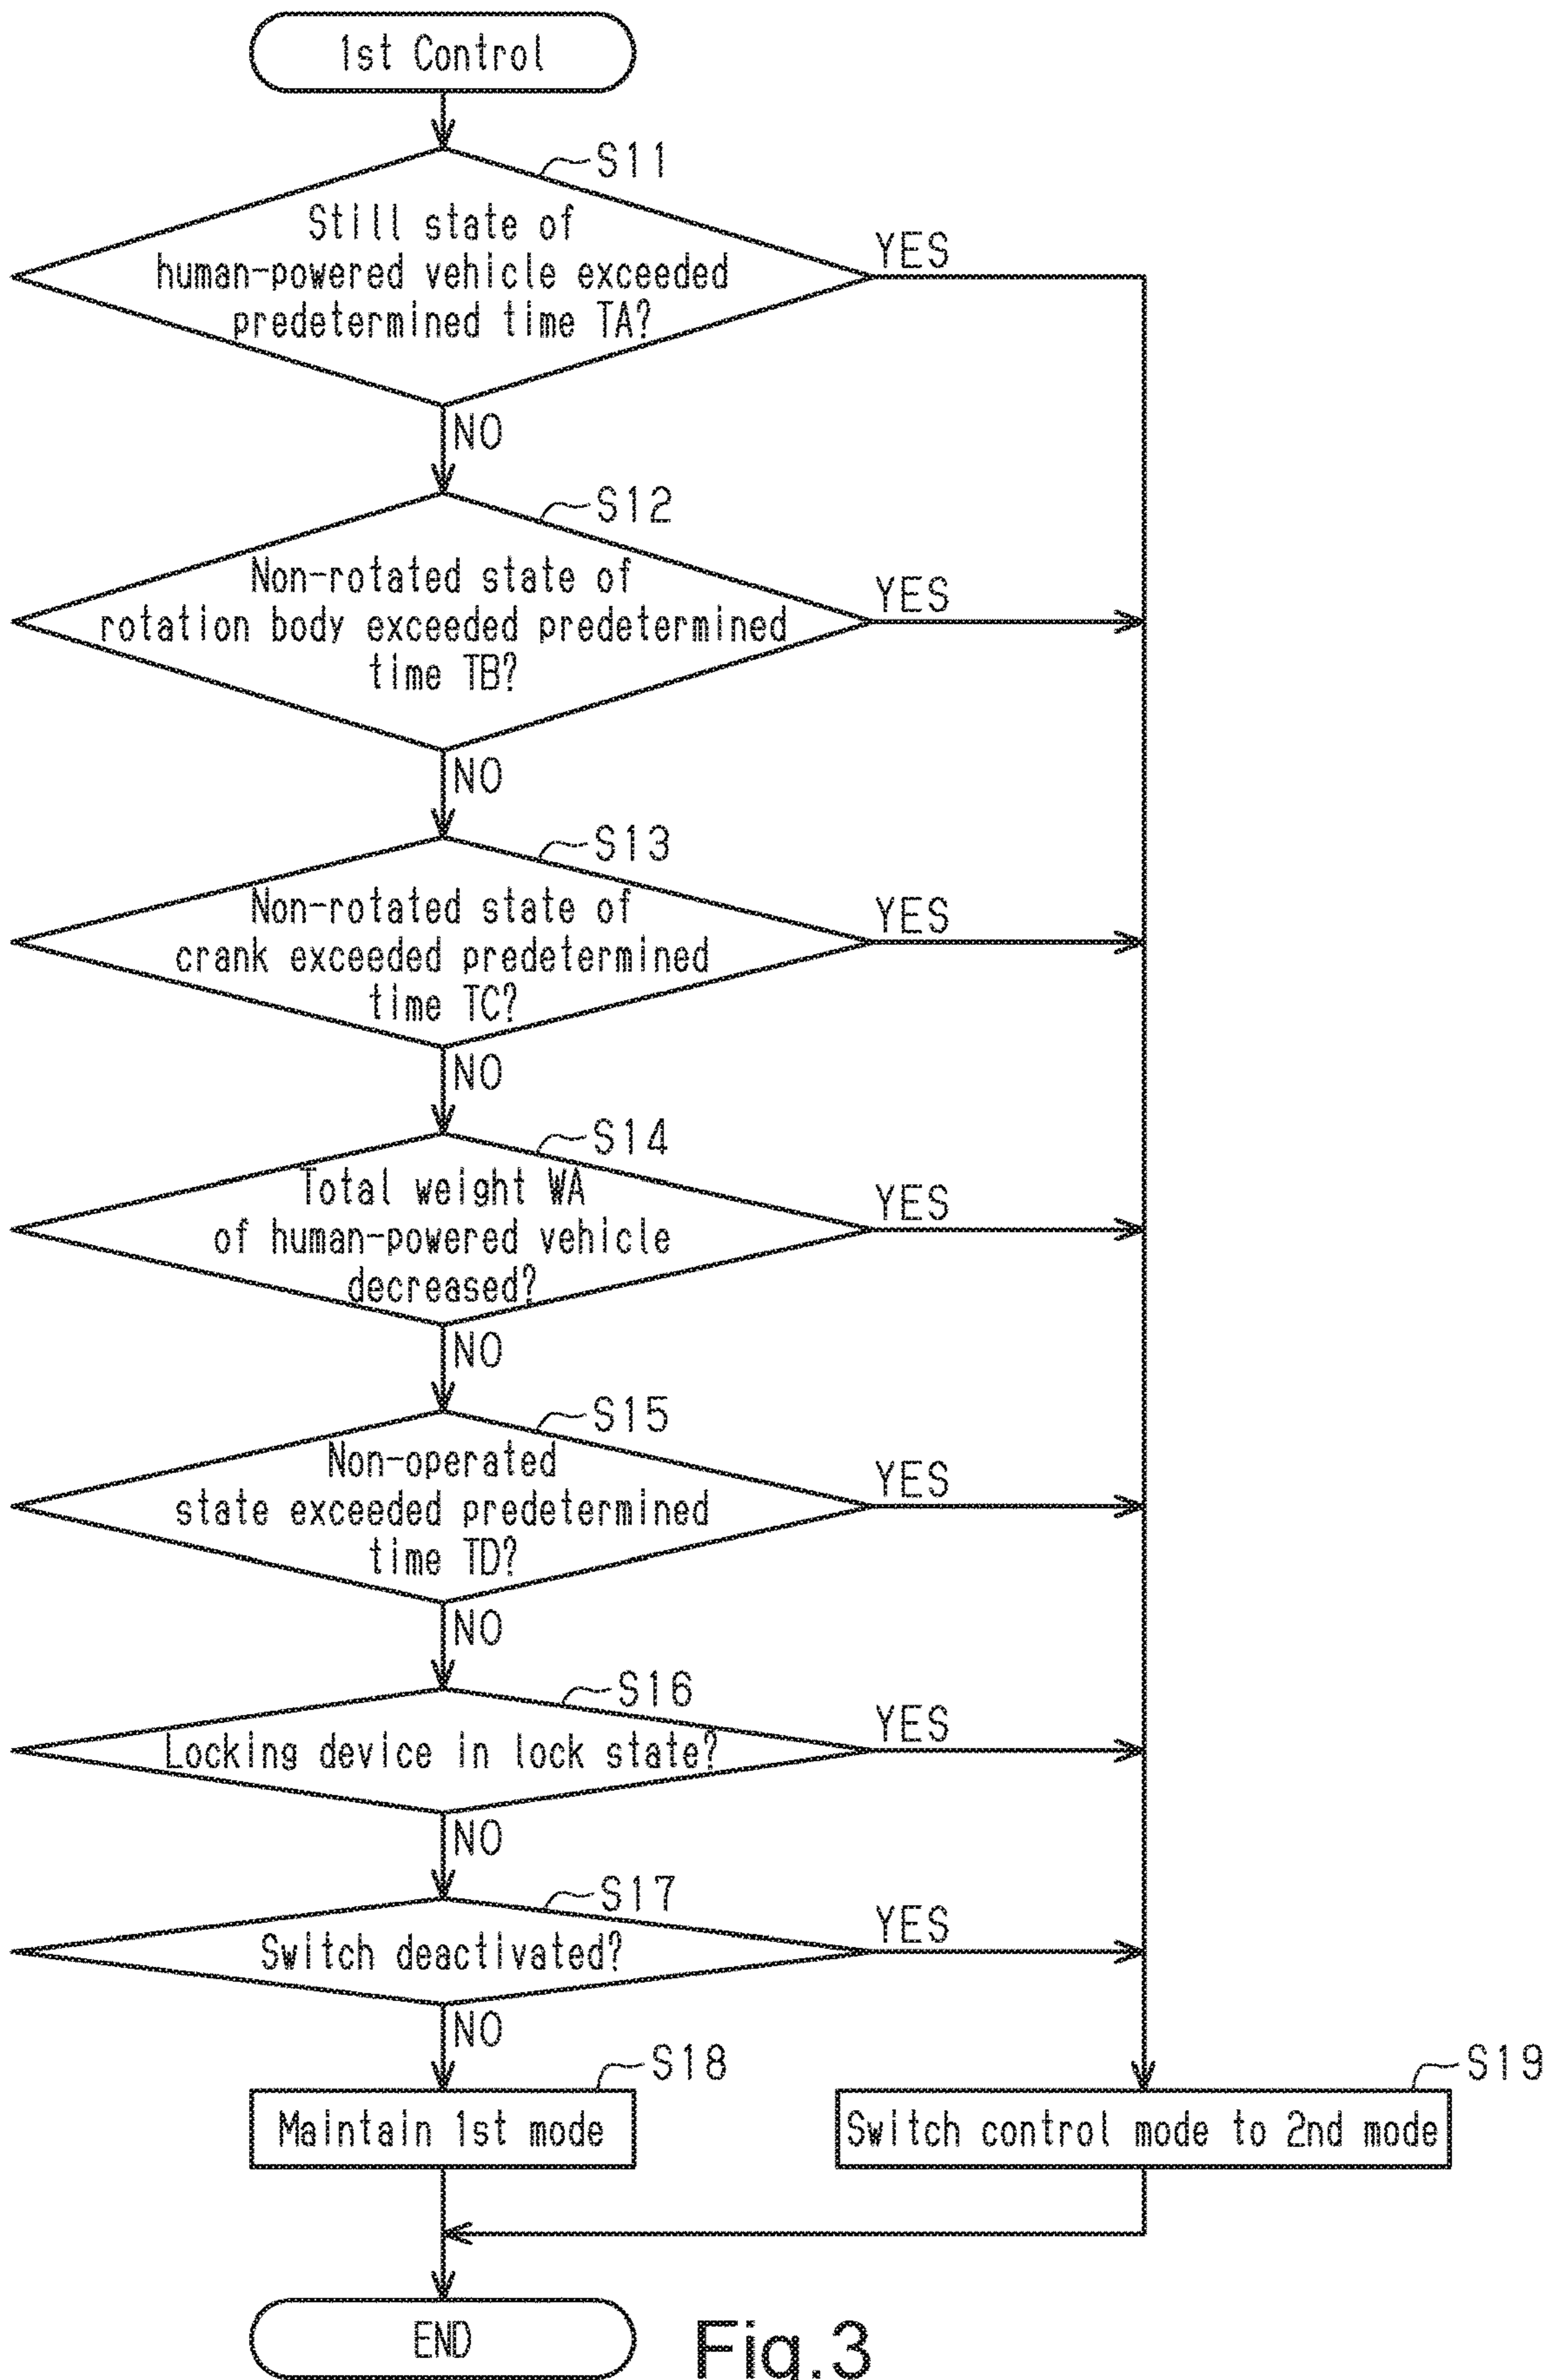 1st Control
S11
Still state of
human-powered vehicle exceeded
predetermined time TA?
YES
NO
S12
Non-rotated state of
rotation body exceeded predetermined
time TB?
YES
NO
S13
Non-rotated state of
crank exceeded predetermined
time TC?
YES
NO
S14
Total weight WA
of human-powered vehicle
decreased?
YES
NO
S15
Non-operated
state exceeded predetermined
time TD?
YES
NO
S16
Locking device in lock state?
YES
NO
S17
Switch deactivated?
YES
NO
S18
Maintain 1st mode
S19
Switch control mode to 2nd mode
END
Fig.3